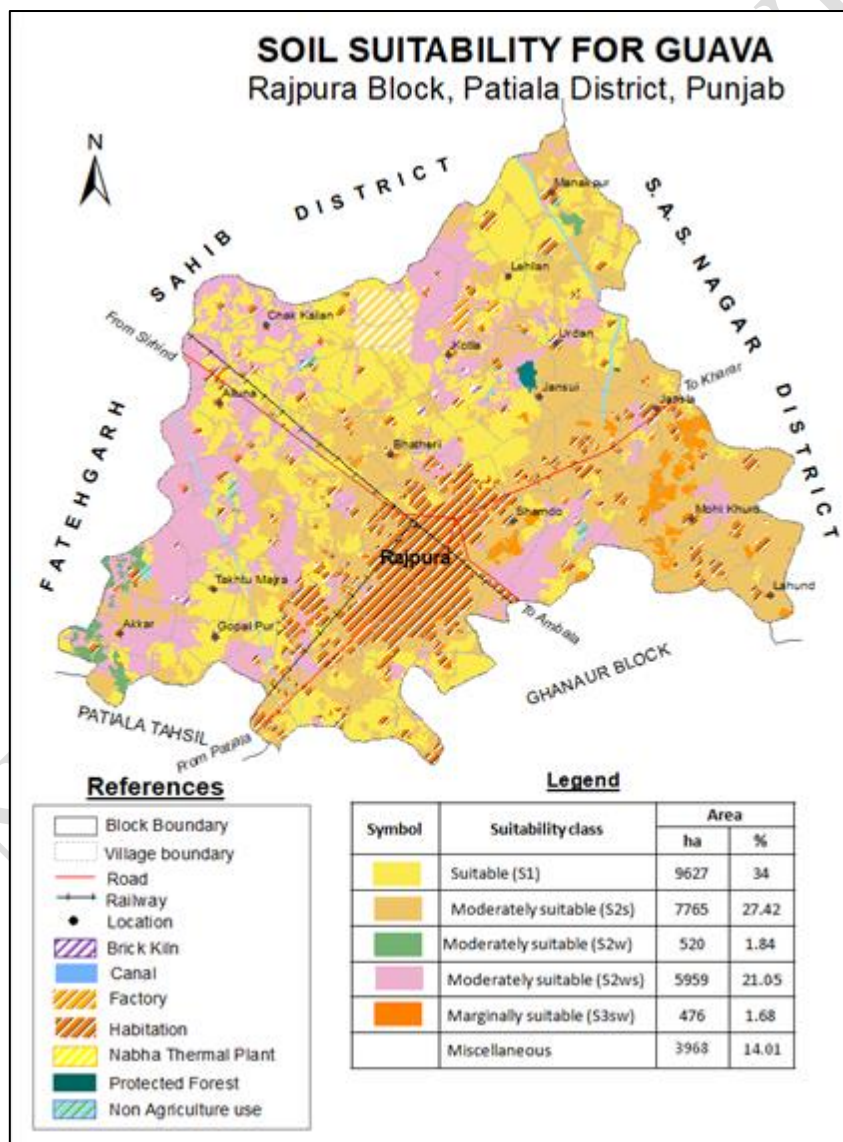 SOIL SUITABILITY FOR GUAVA
Rajpura Block, Patiala District, Punjab
N
SAHIB DISTRICT
S.A.S. NAGAR DISTRICT
FATEHGARH
Manakpur
Lehlan
Chak Kalan
From Sirhind
Kotla
Urdan
Jansui
To Kharar
Jansla
Alluna
Bhatheri
Shamdo
Mohi Khurd
Rajpura
Takhtu Majra
Lahund
Akkar
Gopal Pur
To Ambala
GHANAUR BLOCK
PATIALA TAHSIL
From Patiala
References
Block Boundary
Village boundary
Road
Railway
Location
Brick Kiln
Canal
Factory
Habitation
Nabha Thermal Plant
Protected Forest
Non Agriculture use
Legend
Symbol Suitability class Area
ha %
Suitable (S1) 9627 34
Moderately suitable (S2s) 7765 27.42
Moderately suitable (S2w) 520 1.84
Moderately suitable (S2ws) 5959 21.05
Marginally suitable (S3sw) 476 1.68
Miscellaneous 3968 14.01